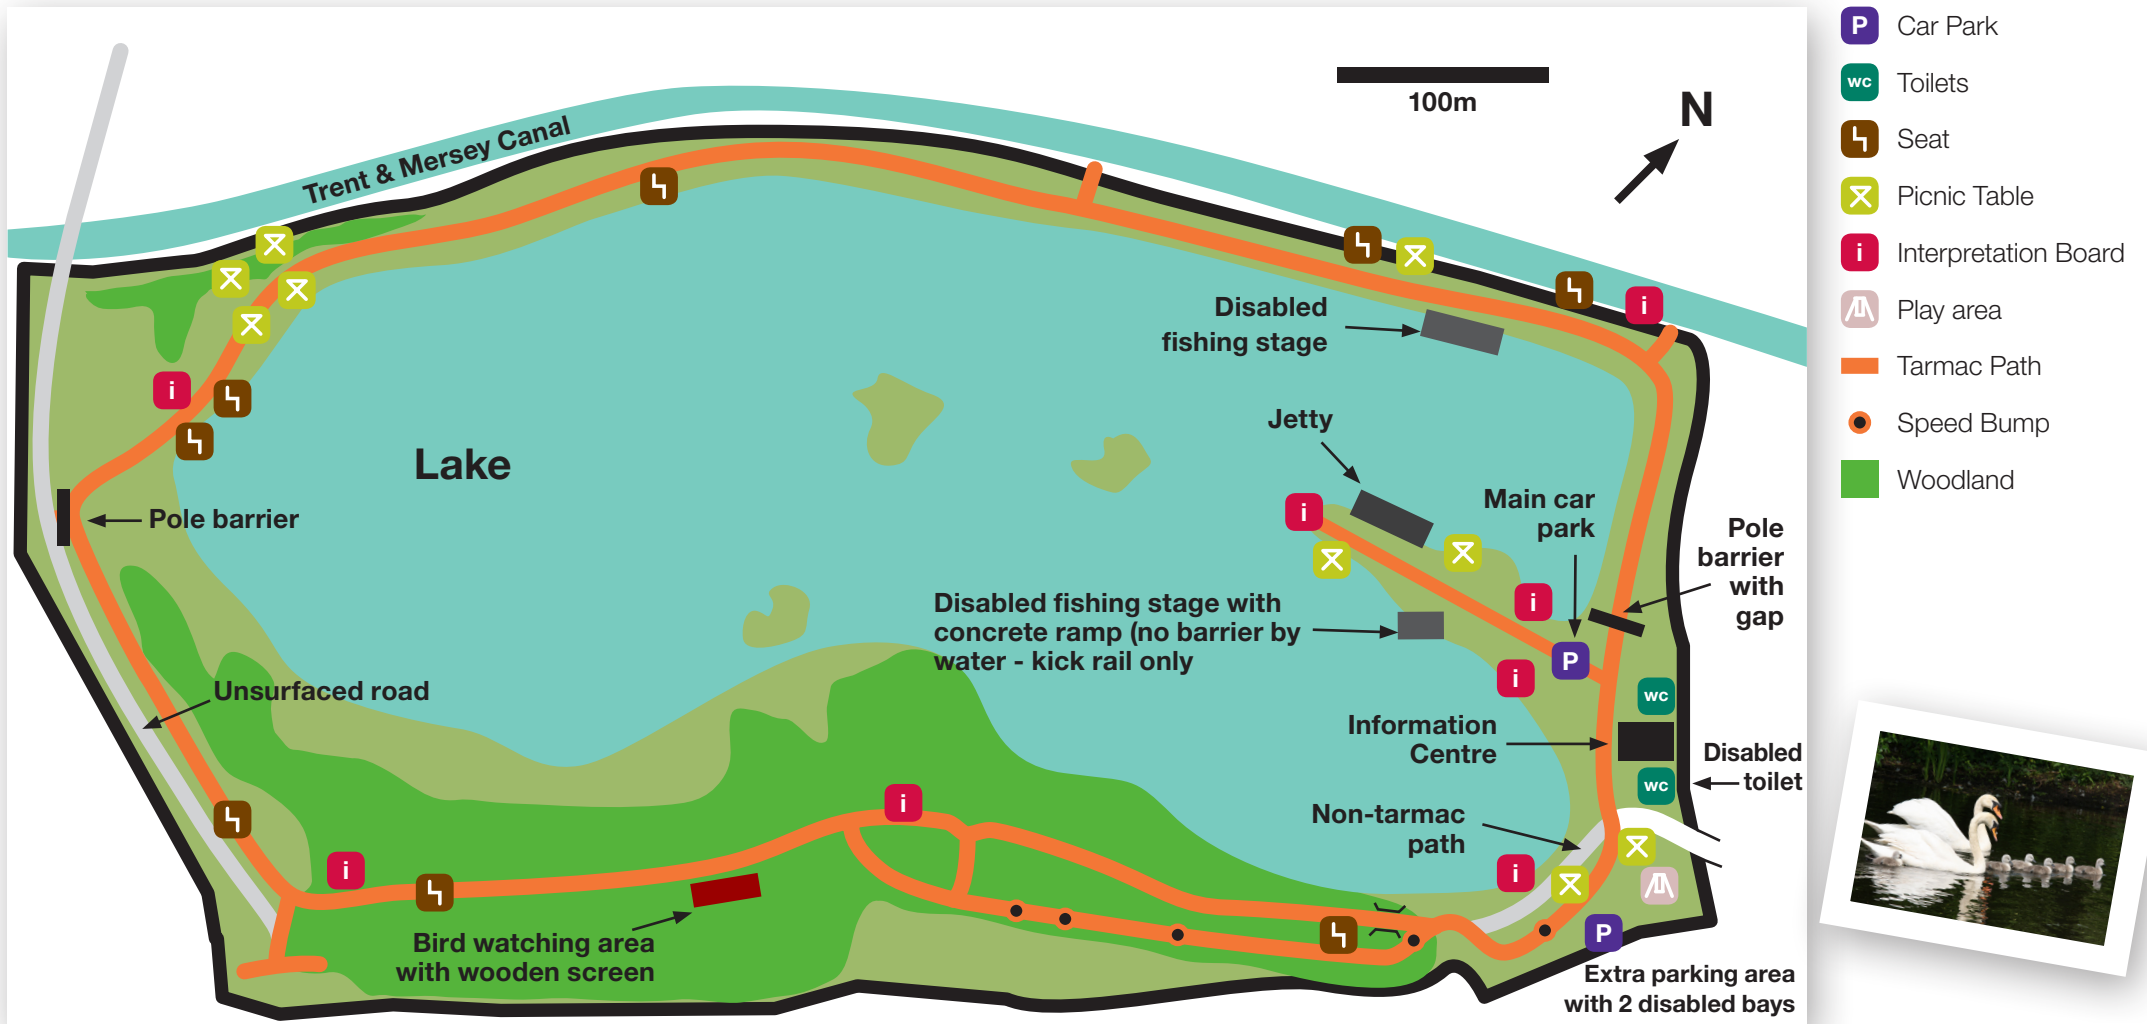 Trent & Mersey Canal
100m
N
Disabled
fishing stage
Jetty
Lake
Main car
park
Pole barrier
Pole
barrier
with
gap
Disabled fishing stage with
concrete ramp (no barrier by
water - kick rail only
Unsurfaced road
Information
Centre
Disabled
toilet
Non-tarmac
path
Bird watching area
with wooden screen
Extra parking area
with 2 disabled bays
i
i
i
i
i
i
i
i
P
wc
wc
P
P Car Park
wc Toilets
Seat
Picnic Table
i Interpretation Board
Play area
Tarmac Path
Speed Bump
Woodland